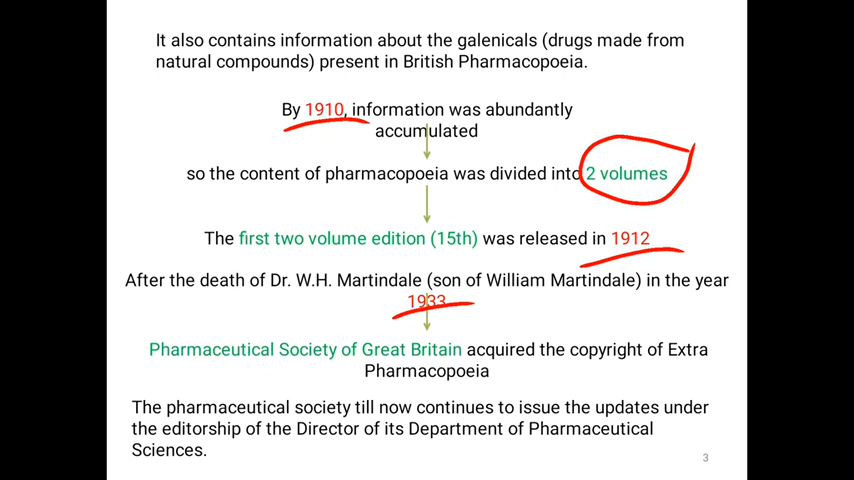 It also contains information about the galenicals (drugs made from
natural compounds) present in British Pharmacopoeia.
By 1910, information was abundantly
accumulated
so the content of pharmacopoeia was divided into 2 volumes
The first two volume edition (15th) was released in 1912
After the death of Dr. W.H. Martindale (son of William Martindale) in the year
1933
Pharmaceutical Society of Great Britain acquired the copyright of Extra
Pharmacopoeia
The pharmaceutical society till now continues to issue the updates under
the editorship of the Director of its Department of Pharmaceutical
Sciences.
3